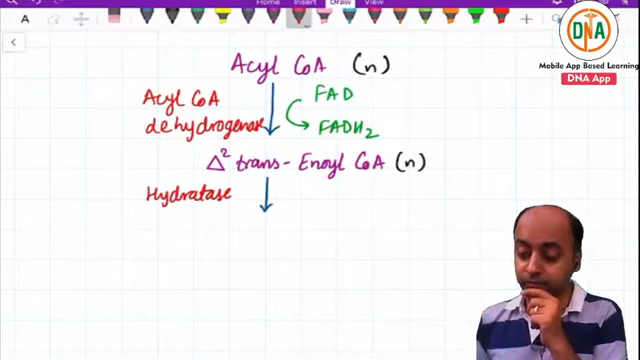 Home
Insert
Draw
View
DNA
Mobile App Based Learning
DNA App
A
Acyl CoA (n)
Acyl CoA
dehydrogenase
FAD
FADH2
Δ² trans - Enoyl CoA (n)
Hydratase